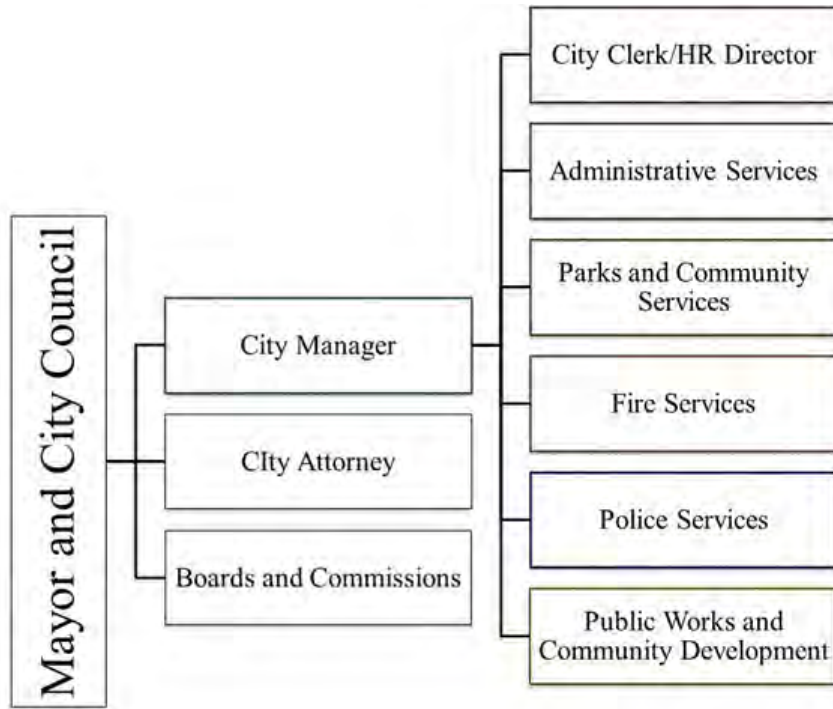 Mayor and City Council
City Manager
CIty Attorney
Boards and Commissions
City Clerk/HR Director
Administrative Services
Parks and Community
Services
Fire Services
Police Services
Public Works and
Community Development